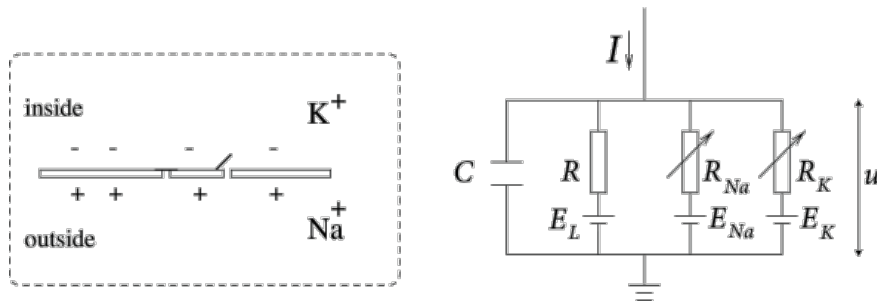 inside
K+
- - - -
+ + + +
Na+
outside
I
C
R
R_Na
R_K
u
E_L
E_Na
E_K